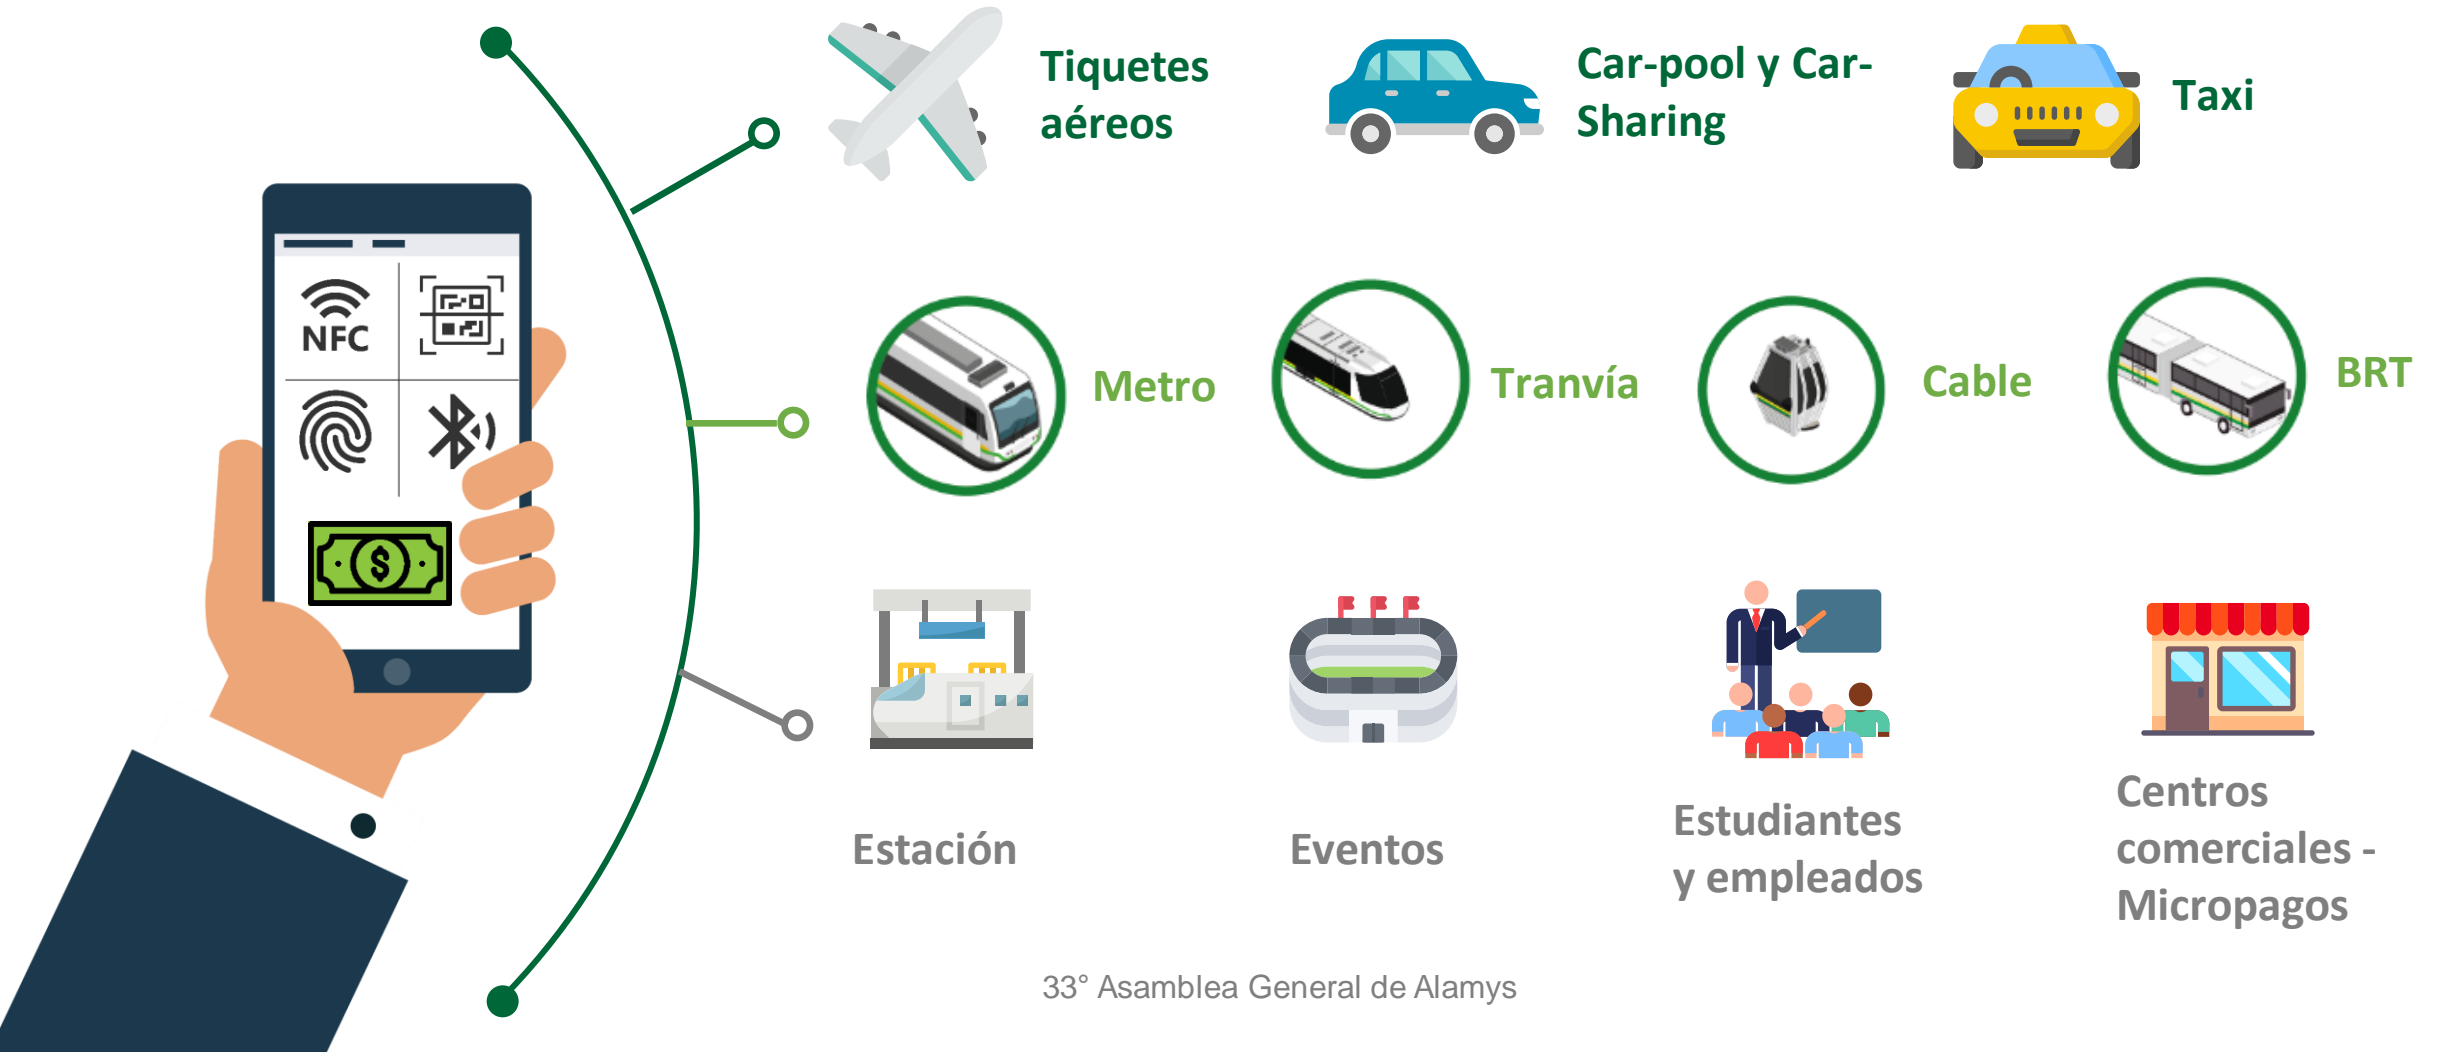 Tiquetes
aéreos
Car-pool y Car-
Sharing
Taxi
NFC
Metro
Tranvía
Cable
BRT
$
Estación
Eventos
Estudiantes
y empleados
Centros
comerciales -
Micropagos
33° Asamblea General de Alamys